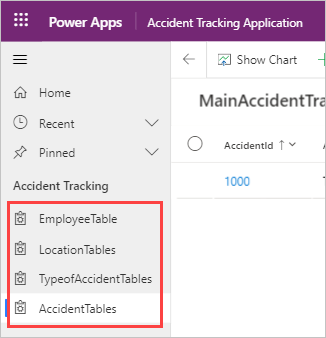 Power Apps Accident Tracking Application
Show Chart
Home
Recent
Pinned
Accident Tracking
EmployeeTable
LocationTables
TypeofAccidentTables
AccidentTables
MainAccidentTra
AccidentId
1000